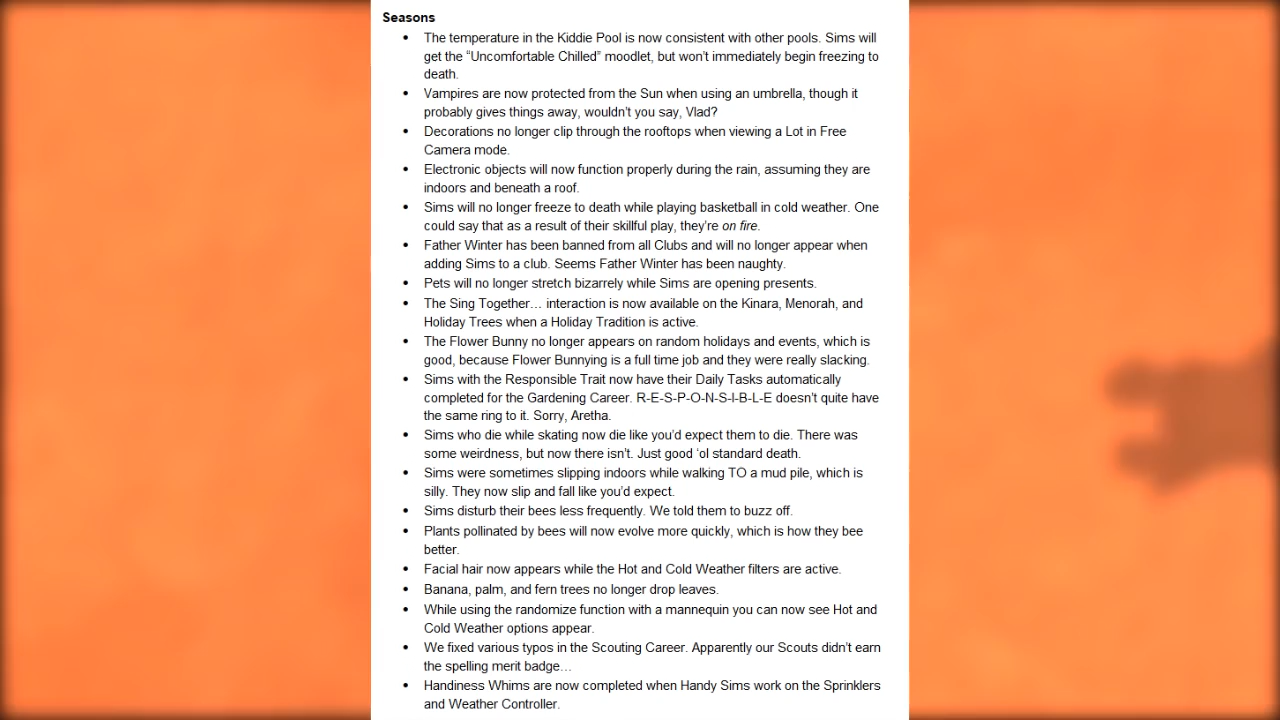 Seasons
• The temperature in the Kiddie Pool is now consistent with other pools. Sims will
get the “Uncomfortable Chilled” moodlet, but won’t immediately begin freezing to
death.
• Vampires are now protected from the Sun when using an umbrella, though it
probably gives things away, wouldn’t you say, Vlad?
• Decorations no longer clip through the rooftops when viewing a Lot in Free
Camera mode.
• Electronic objects will now function properly during the rain, assuming they are
indoors and beneath a roof.
• Sims will no longer freeze to death while playing basketball in cold weather. One
could say that as a result of their skillful play, they’re on fire.
• Father Winter has been banned from all Clubs and will no longer appear when
adding Sims to a club. Seems Father Winter has been naughty.
• Pets will no longer stretch bizarrely while Sims are opening presents.
• The Sing Together… interaction is now available on the Kinara, Menorah, and
Holiday Trees when a Holiday Tradition is active.
• The Flower Bunny no longer appears on random holidays and events, which is
good, because Flower Bunnying is a full time job and they were really slacking.
• Sims with the Responsible Trait now have their Daily Tasks automatically
completed for the Gardening Career. R-E-S-P-O-N-S-I-B-L-E doesn’t quite have
the same ring to it. Sorry, Aretha.
• Sims who die while skating now die like you’d expect them to die. There was
some weirdness, but now there isn’t. Just good ‘ol standard death.
• Sims were sometimes slipping indoors while walking TO a mud pile, which is
silly. They now slip and fall like you’d expect.
• Sims disturb their bees less frequently. We told them to buzz off.
• Plants pollinated by bees will now evolve more quickly, which is how they bee
better.
• Facial hair now appears while the Hot and Cold Weather filters are active.
• Banana, palm, and fern trees no longer drop leaves.
• While using the randomize function with a mannequin you can now see Hot and
Cold Weather options appear.
• We fixed various typos in the Scouting Career. Apparently our Scouts didn’t earn
the spelling merit badge…
• Handiness Whims are now completed when Handy Sims work on the Sprinklers
and Weather Controller.